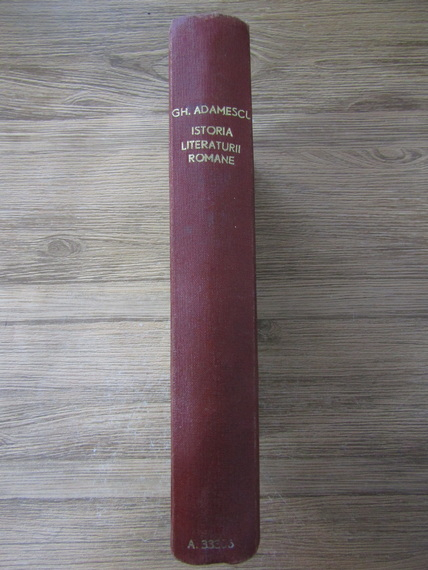 GH. ADAMESCU
ISTORIA
LITERATURII
ROMANE